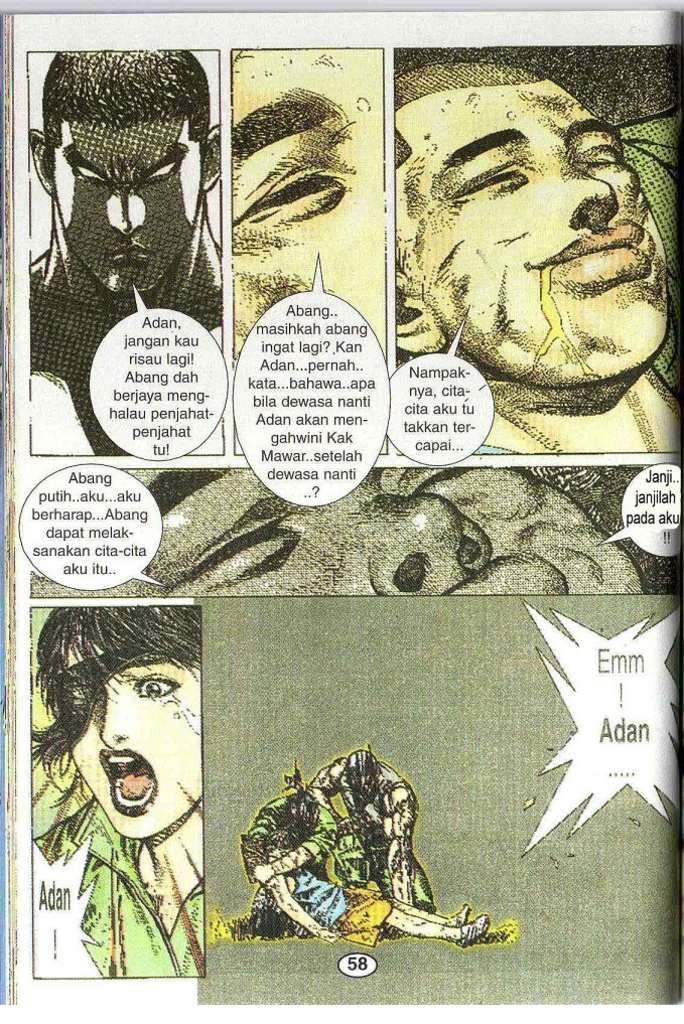 Adan,
jangan kau
risau lagi!
Abang dah
berjaya meng-
halau penjahat-
penjahat
tu!
Abang..
masihkah abang
ingat lagi? Kan
Adan...pernah..
kata...bahawa..apa
bila dewasa nanti
Adan akan men-
gahwini Kak
Mawar..setelah
dewasa nanti
..?
Nampak-
nya, cita-
cita aku tu
takkan ter-
capai...
Abang
putih..aku...aku
berharap...Abang
dapat melak-
sanakan cita-cita
aku itu..
Janji..
janjilah
pada aku
!!
Adan
!
Emm
!
Adan
.....
58